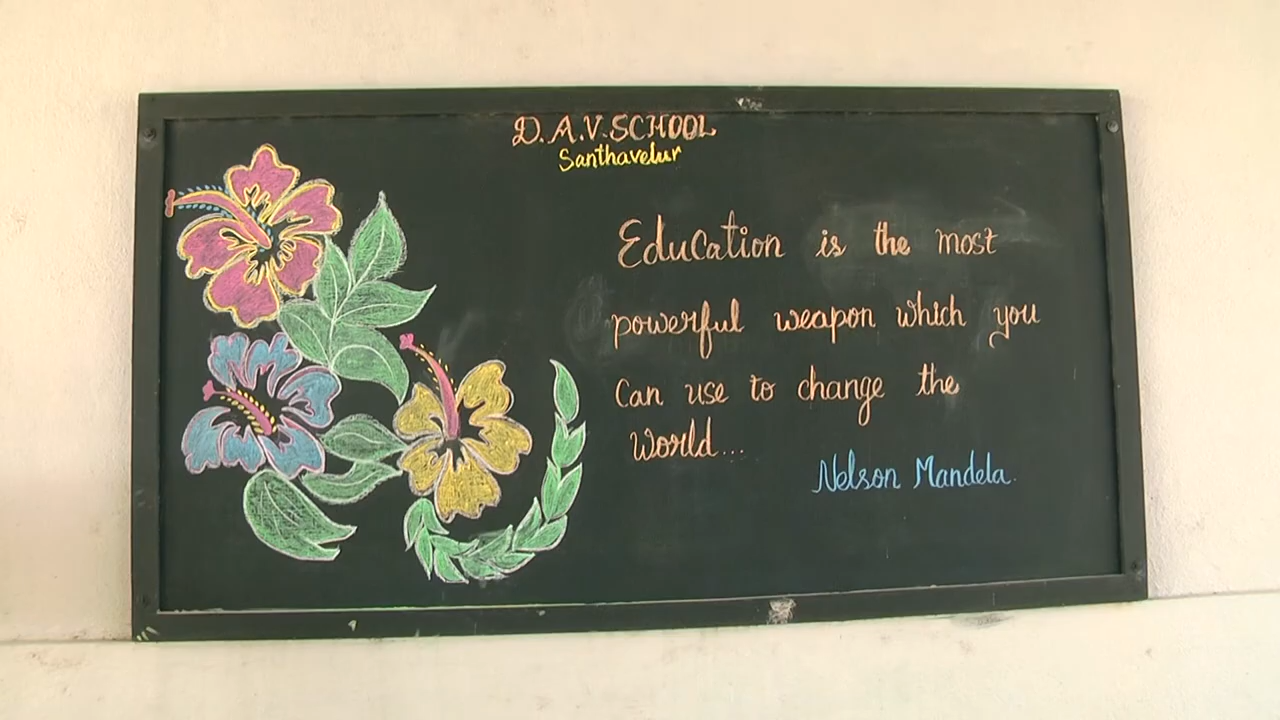 D.A.V.SCHOOL
Santhavelur
Education is the most
powerful weapon which you
Can use to change the
World...
Nelson Mandela.